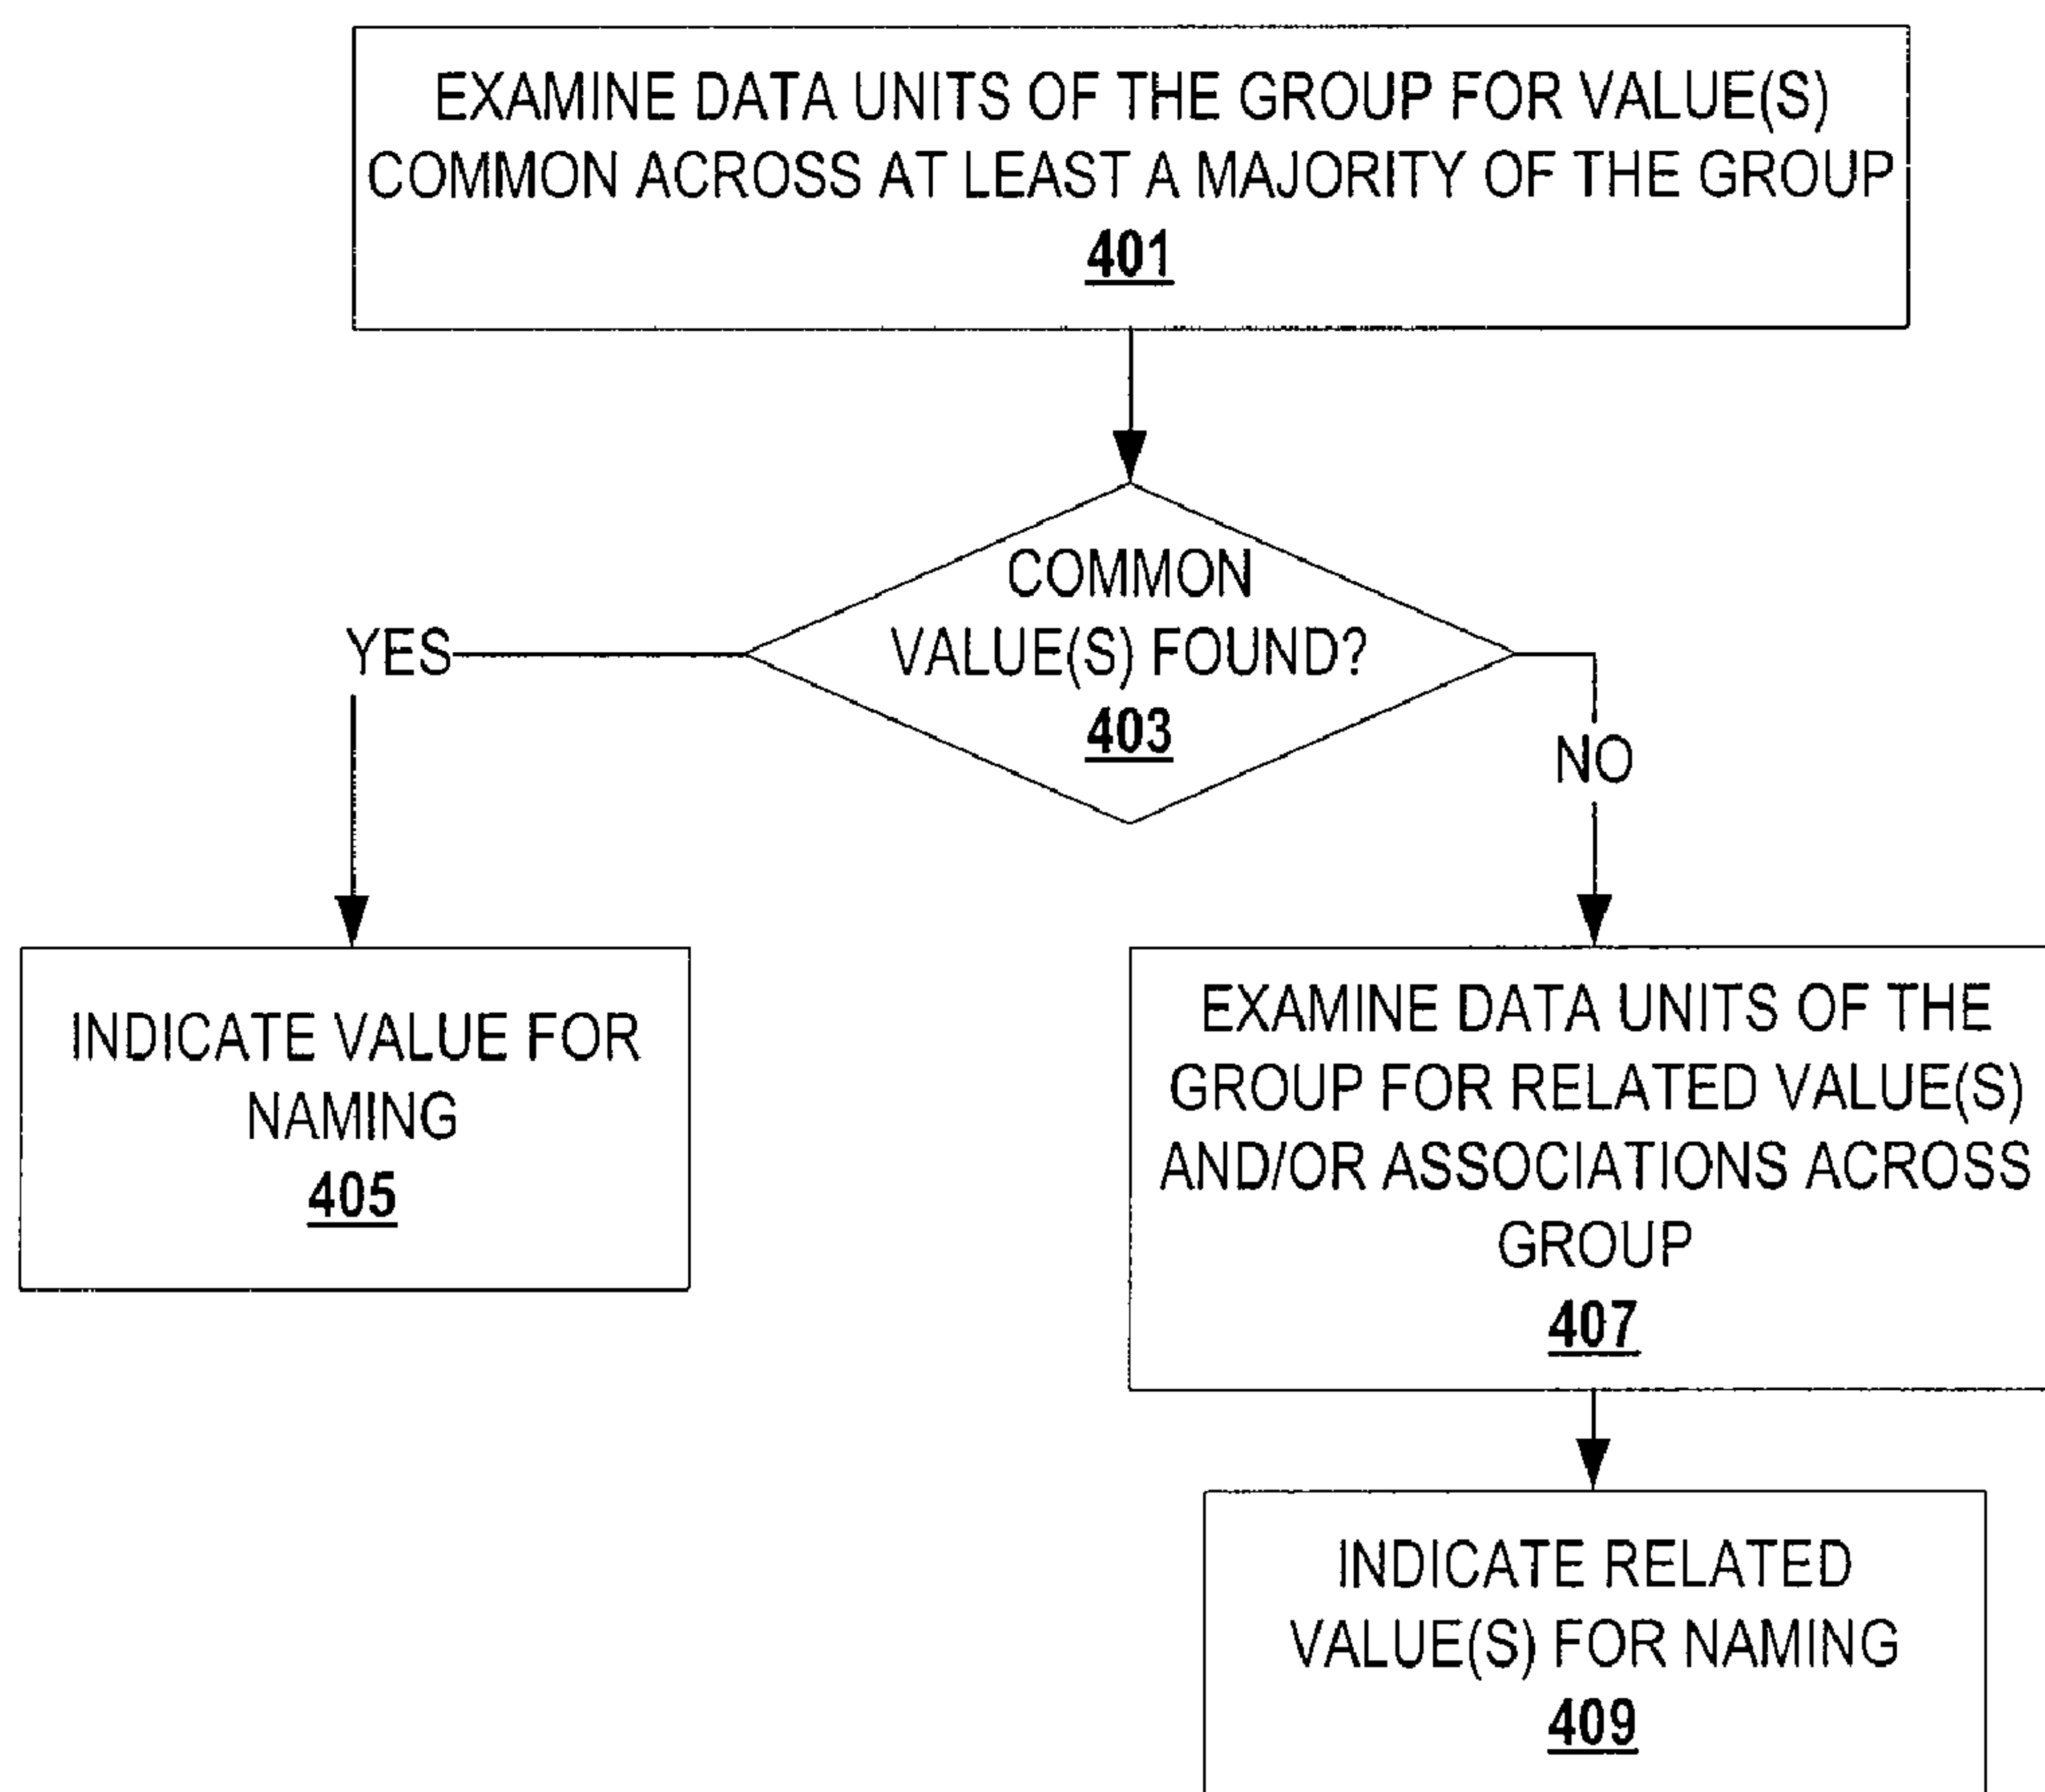 EXAMINE DATA UNITS OF THE GROUP FOR VALUE(S)
COMMON ACROSS AT LEAST A MAJORITY OF THE GROUP
401
COMMON
VALUE(S) FOUND?
403
YES
NO
INDICATE VALUE FOR
NAMING
405
EXAMINE DATA UNITS OF THE
GROUP FOR RELATED VALUE(S)
AND/OR ASSOCIATIONS ACROSS
GROUP
407
INDICATE RELATED
VALUE(S) FOR NAMING
409